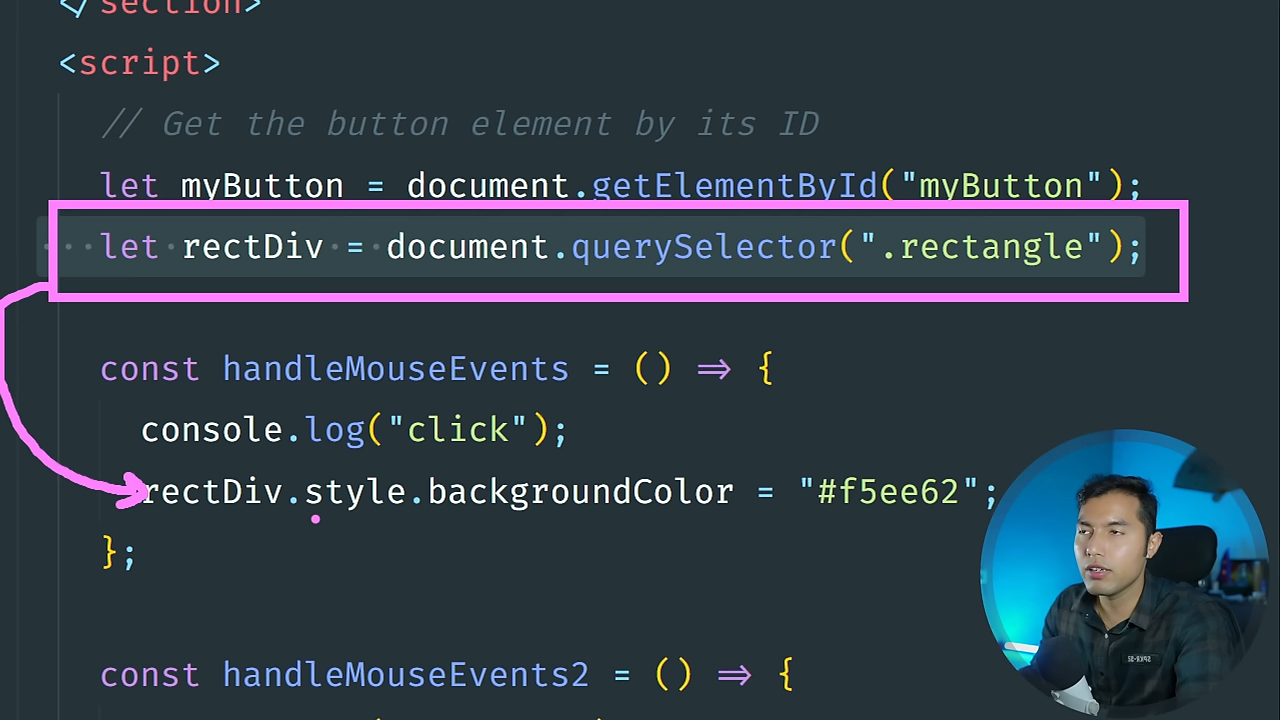 </section>
<script>
// Get the button element by its ID
let myButton = document.getElementById("myButton");
let rectDiv = document.querySelector(".rectangle");
const handleMouseEvents = () => {
console.log("click");
rectDiv.style.backgroundColor = "#f5ee62";
};
const handleMouseEvents2 = () => {